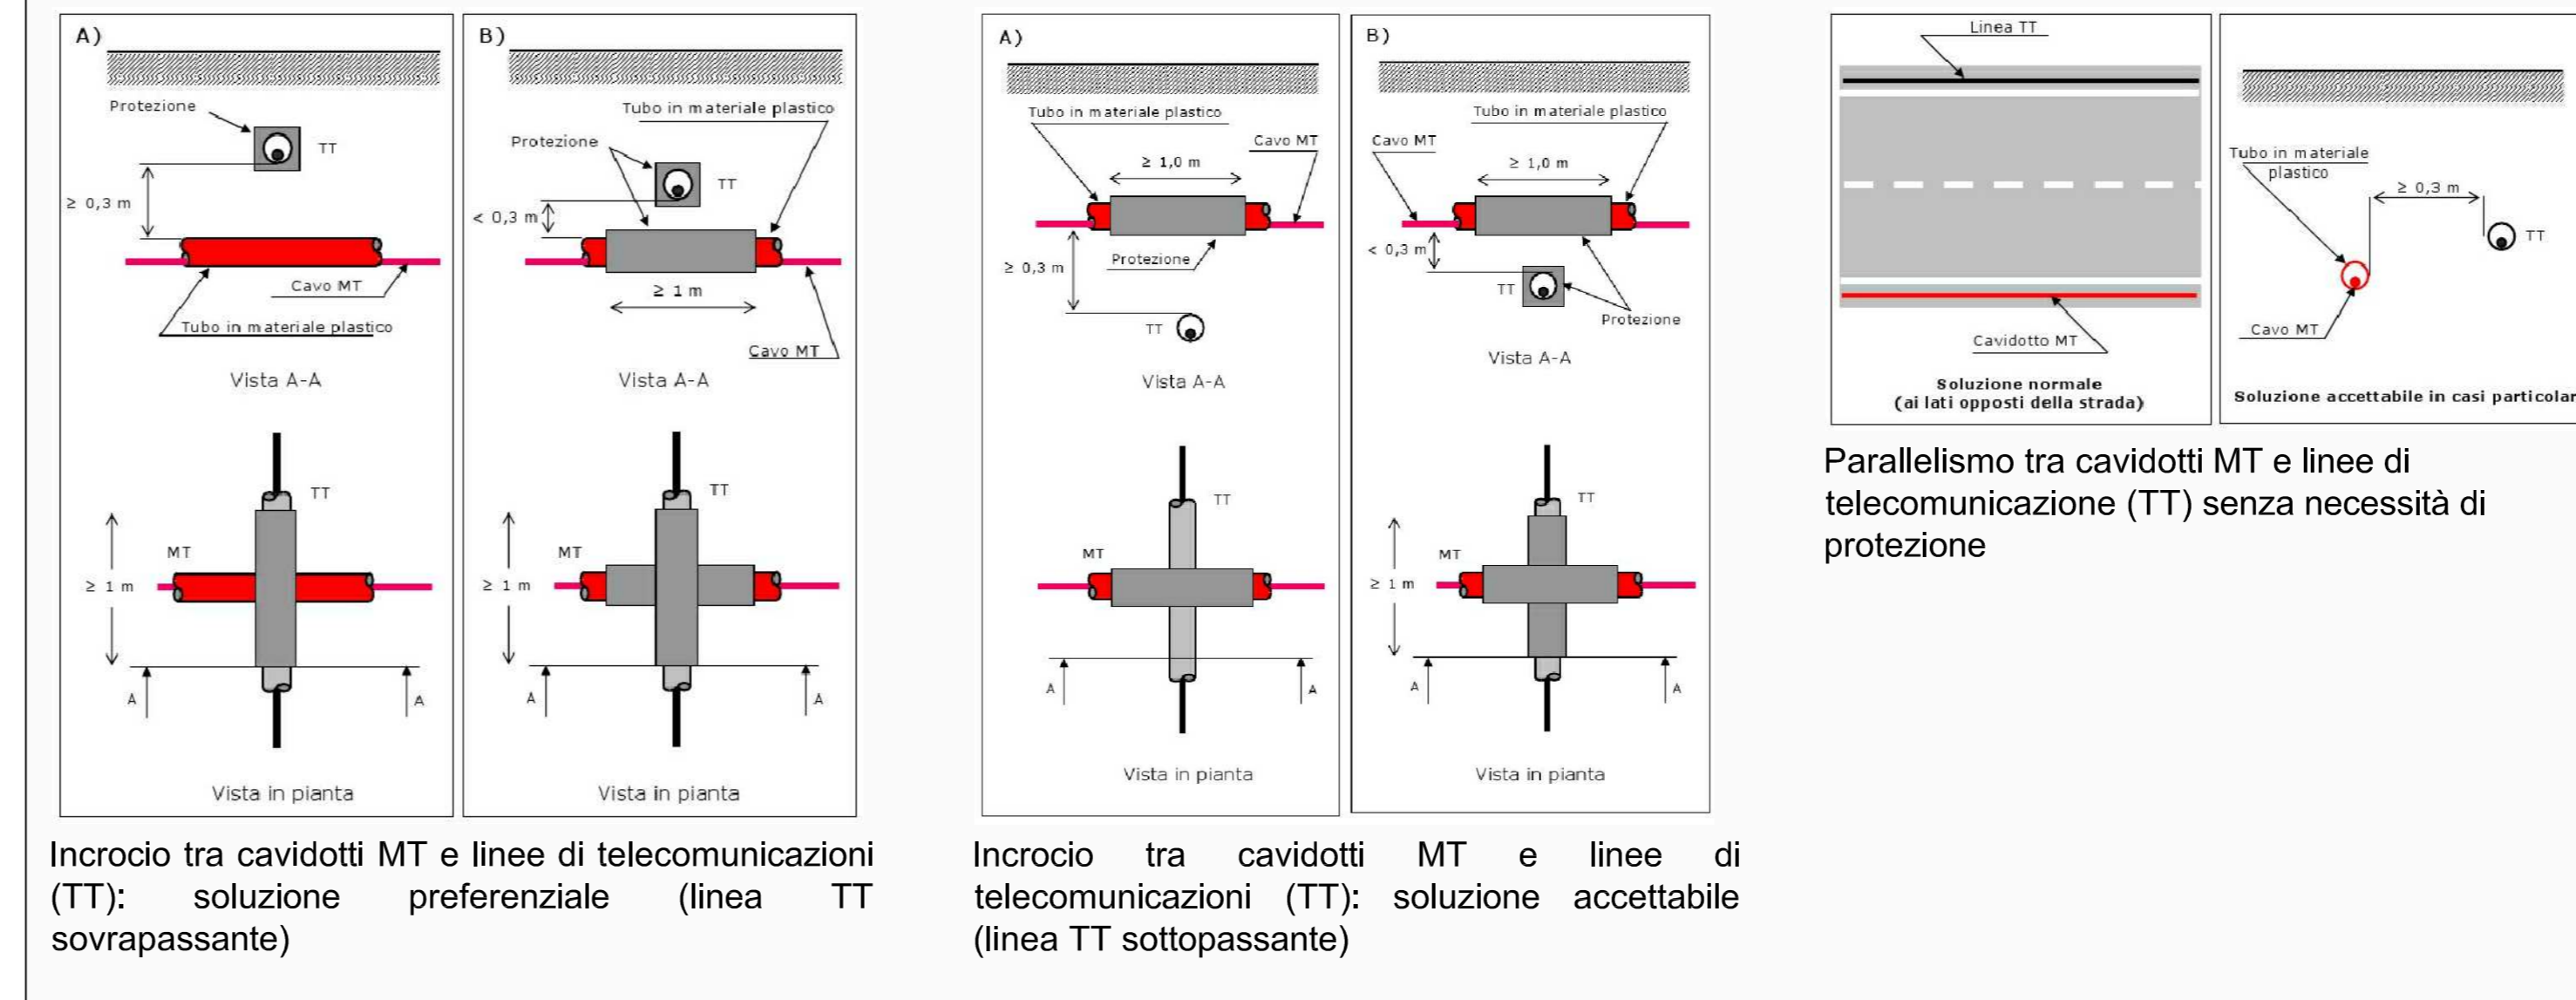 A)
Protezione
TT
≥ 0,3 m
Cavo MT
Tubo in materiale plastico
Vista A-A
TT
MT
≥ 1 m
A
A
Vista in pianta
B)
Tubo in materiale plastico
Protezione
TT
< 0,3 m
≥ 1 m
Cavo MT
Vista A-A
TT
MT
≥ 1 m
A
A
Vista in pianta
Incrocio tra cavidotti MT e linee di telecomunicazioni
(TT): soluzione preferenziale (linea TT
sovrapassante)
A)
Tubo in materiale plastico
Cavo MT
≥ 1,0 m
≥ 0,3 m
Protezione
TT
Vista A-A
TT
MT
A
A
Vista in pianta
B)
Tubo in materiale plastico
Cavo MT
≥ 1,0 m
< 0,3 m
TT
Protezione
Vista A-A
TT
MT
≥ 1 m
A
A
Vista in pianta
Incrocio tra cavidotti MT e linee di
telecomunicazioni (TT): soluzione accettabile
(linea TT sottopassante)
Linea TT
Cavidotto MT
Soluzione normale
(ai lati opposti della strada)
Tubo in materiale
plastico
≥ 0,3 m
TT
Cavo MT
Soluzione accettabile in casi particolar
Parallelismo tra cavidotti MT e linee di
telecomunicazione (TT) senza necessità di
protezione